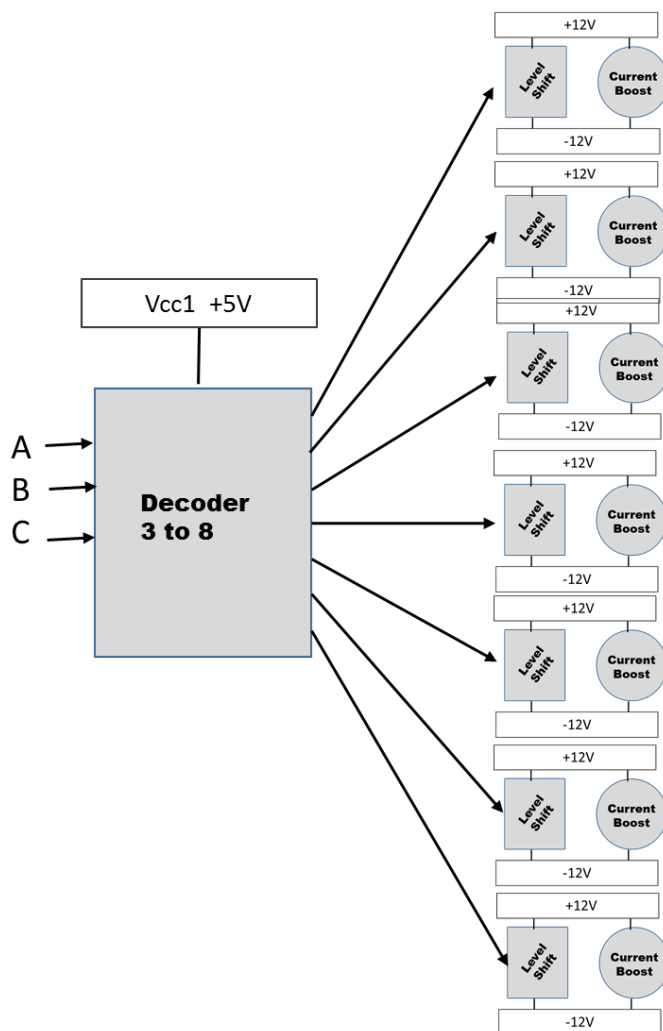 +12V
Level
Shift
Current
Boost
-12V
+12V
Level
Shift
Current
Boost
-12V
+12V
Level
Shift
Current
Boost
-12V
+12V
Level
Shift
Current
Boost
-12V
+12V
Level
Shift
Current
Boost
-12V
+12V
Level
Shift
Current
Boost
-12V
+12V
Level
Shift
Current
Boost
-12V
Vcc1 +5V
A
B
C
Decoder
3 to 8